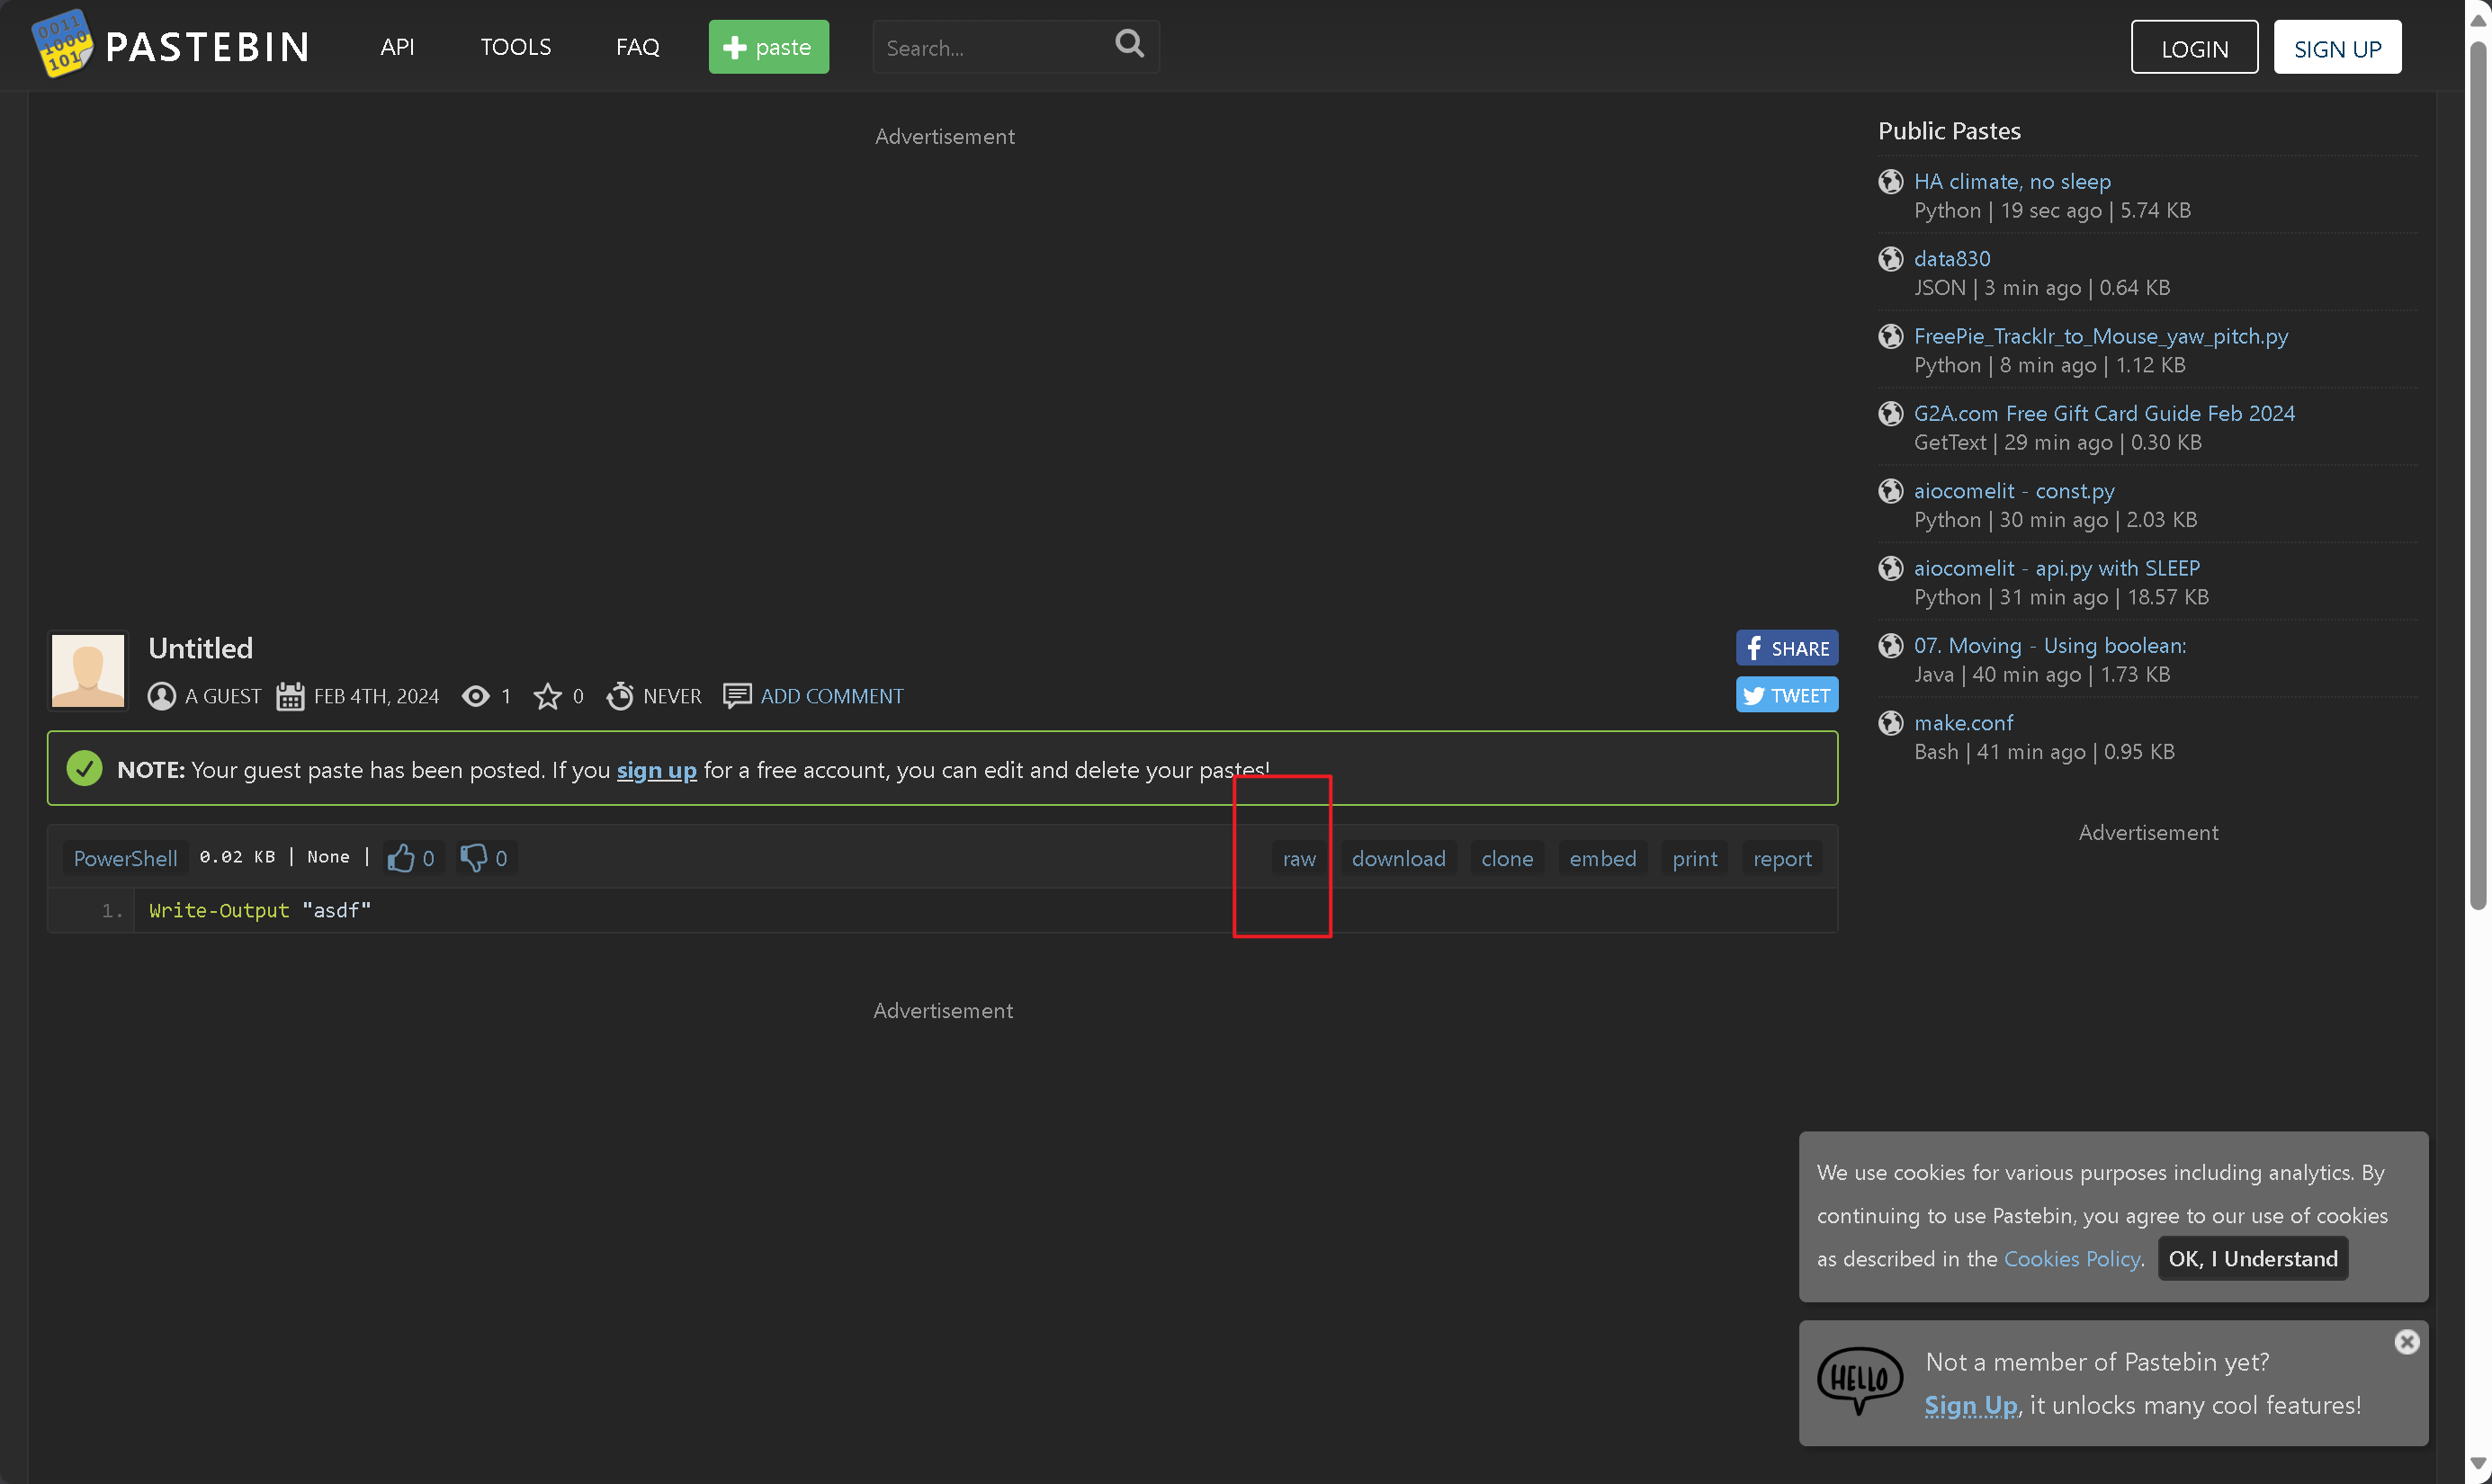 0011
1000
101
PASTEBIN API TOOLS FAQ paste Search... LOGIN SIGN UP
Advertisement
Untitled
A GUEST FEB 4TH, 2024 1 0 NEVER ADD COMMENT
SHARE
TWEET
NOTE: Your guest paste has been posted. If you sign up for a free account, you can edit and delete your pastes!
PowerShell 0.02 KB | None | 0 0 raw download clone embed print report
1. Write-Output "asdf"
Advertisement
Public Pastes
HA climate, no sleep
Python | 19 sec ago | 5.74 KB
data830
JSON | 3 min ago | 0.64 KB
FreePie_TrackIr_to_Mouse_yaw_pitch.py
Python | 8 min ago | 1.12 KB
G2A.com Free Gift Card Guide Feb 2024
GetText | 29 min ago | 0.30 KB
aiocomelit - const.py
Python | 30 min ago | 2.03 KB
aiocomelit - api.py with SLEEP
Python | 31 min ago | 18.57 KB
07. Moving - Using boolean:
Java | 40 min ago | 1.73 KB
make.conf
Bash | 41 min ago | 0.95 KB
Advertisement
We use cookies for various purposes including analytics. By
continuing to use Pastebin, you agree to our use of cookies
as described in the Cookies Policy. OK, I Understand
HELLO
Not a member of Pastebin yet?
Sign Up, it unlocks many cool features!